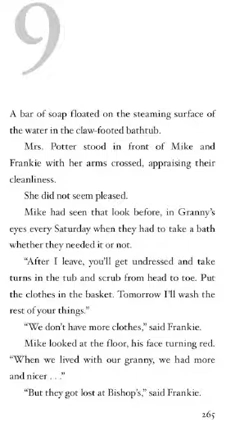 9
A bar of soap floated on the steaming surface of
the water in the claw-footed bathtub.
Mrs. Potter stood in front of Mike and
Frankie with her arms crossed, appraising their
cleanliness.
She did not seem pleased.
Mike had seen that look before, in Granny’s
eyes every Saturday when they had to take a bath
whether they needed it or not.
“After I leave, you’ll get undressed and take
turns in the tub and scrub from head to toe. Put
the clothes in the basket. Tomorrow I’ll wash the
rest of your things.”
“We don’t have more clothes,” said Frankie.
Mike looked at the floor, his face turning red.
“When we lived with our granny, we had more
and nicer . . .”
“But they got lost at Bishop’s,” said Frankie.
265